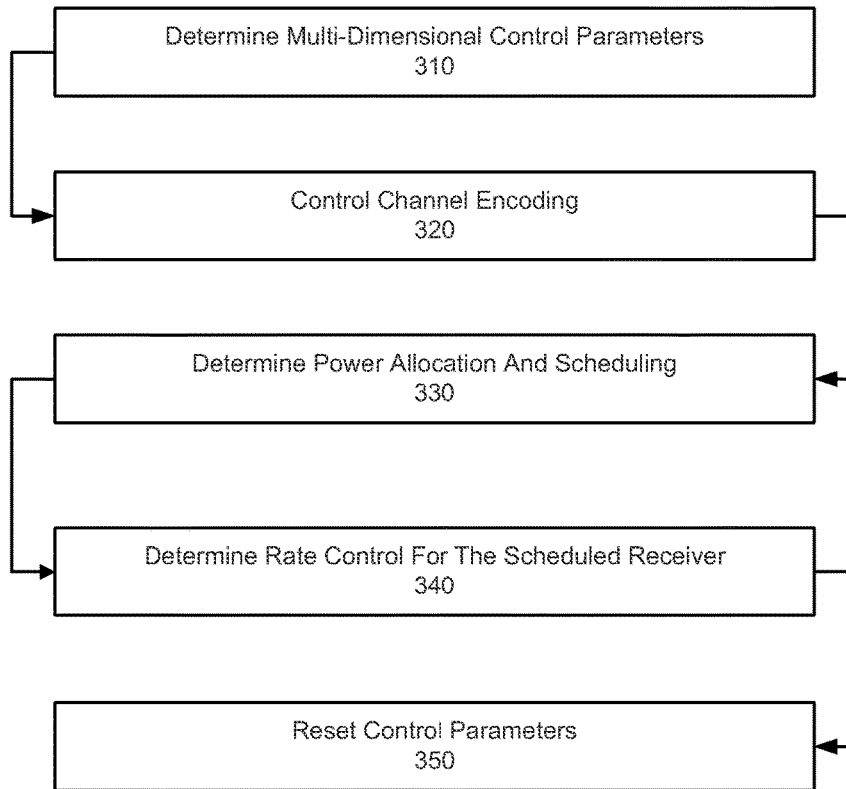 Determine Multi-Dimensional Control Parameters
310
Control Channel Encoding
320
Determine Power Allocation And Scheduling
330
Determine Rate Control For The Scheduled Receiver
340
Reset Control Parameters
350